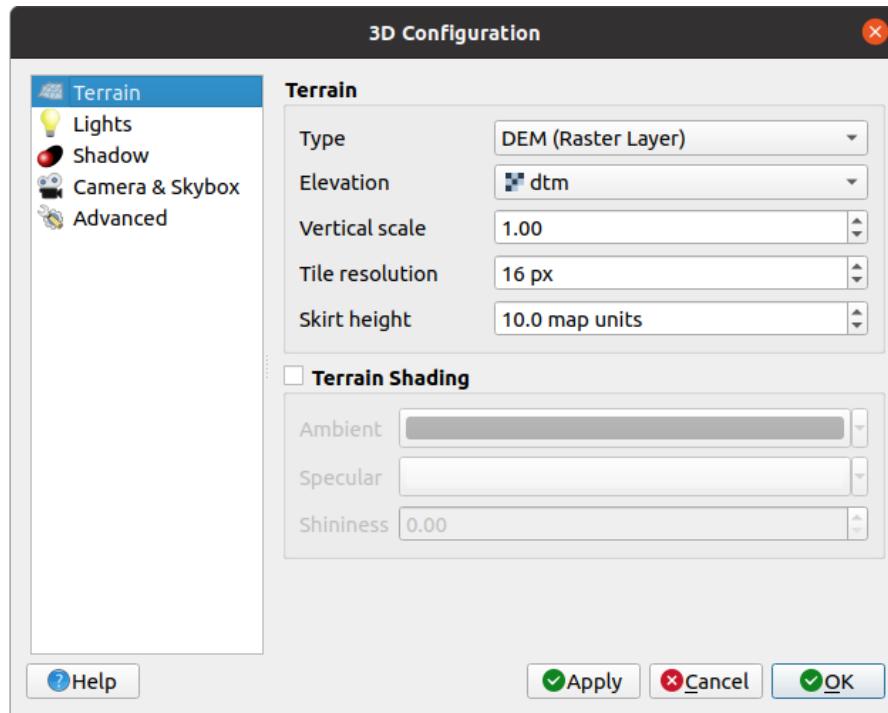 3D Configuration
Terrain
Lights
Shadow
Camera & Skybox
Advanced
Terrain
Type DEM (Raster Layer)
Elevation dtm
Vertical scale 1.00
Tile resolution 16 px
Skirt height 10.0 map units
Terrain Shading
Ambient
Specular
Shininess 0.00
Help Apply Cancel OK